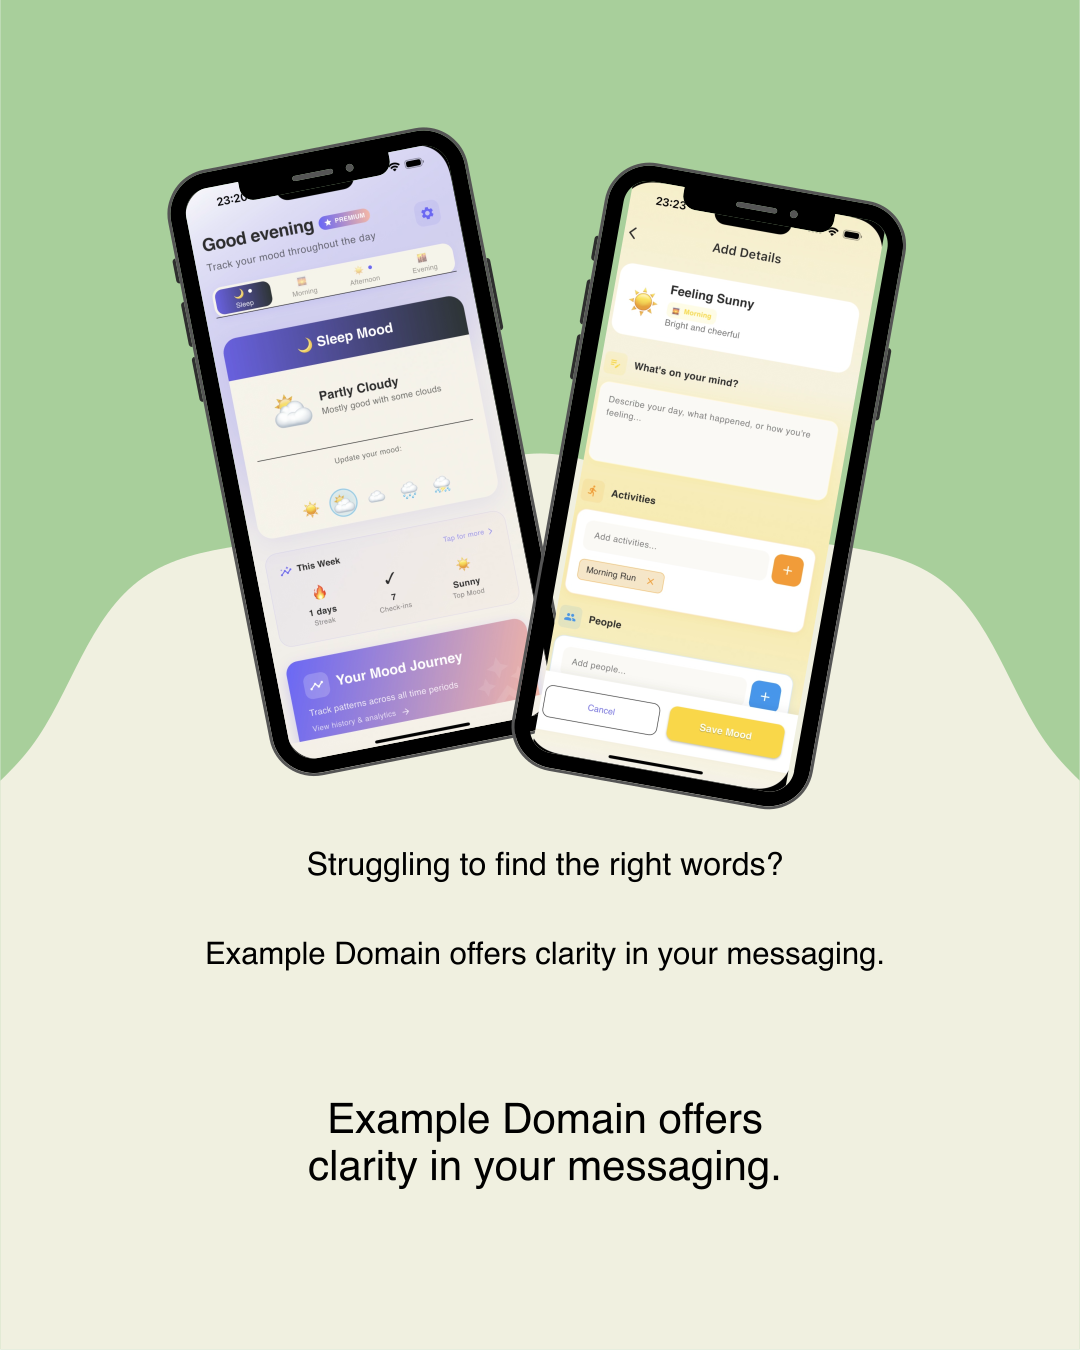 23:20
Good evening
PREMIUM
Track your mood throughout the day
Sleep
Morning
Afternoon
Evening
Sleep Mood
Partly Cloudy
Mostly good with some clouds
Update your mood:
This Week
Tap for more
1 days
Streak
7
Check-ins
Sunny
Top Mood
Your Mood Journey
Track patterns across all time periods
View history & analytics
23:23
Add Details
Feeling Sunny
Morning
Bright and cheerful
What's on your mind?
Describe your day, what happened, or how you're
feeling...
Activities
Add activities...
Morning Run
People
Add people...
Cancel
Save Mood
Struggling to find the right words?
Example Domain offers clarity in your messaging.
Example Domain offers
clarity in your messaging.